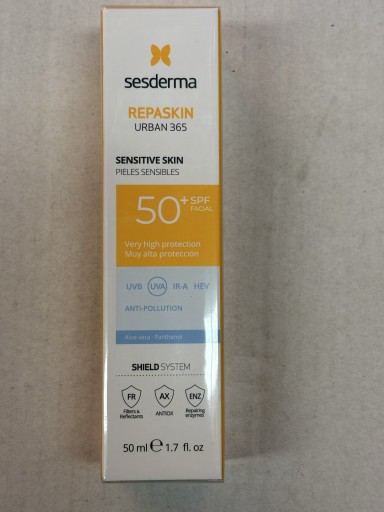 sesderma
REPASKIN
URBAN 365
SENSITIVE SKIN
PIELES SENSIBLES
50+ SPF
FACIAL
Very high protection
Muy alta protección
UVB UVA IR-A HEV
ANTI-POLLUTION
Aloe vera · Panthenol
SHIELD SYSTEM
FR AX ENZ
Filters & Reflectants ANTIOX Repairing enzymes
50 ml ℮ 1.7 fl. oz